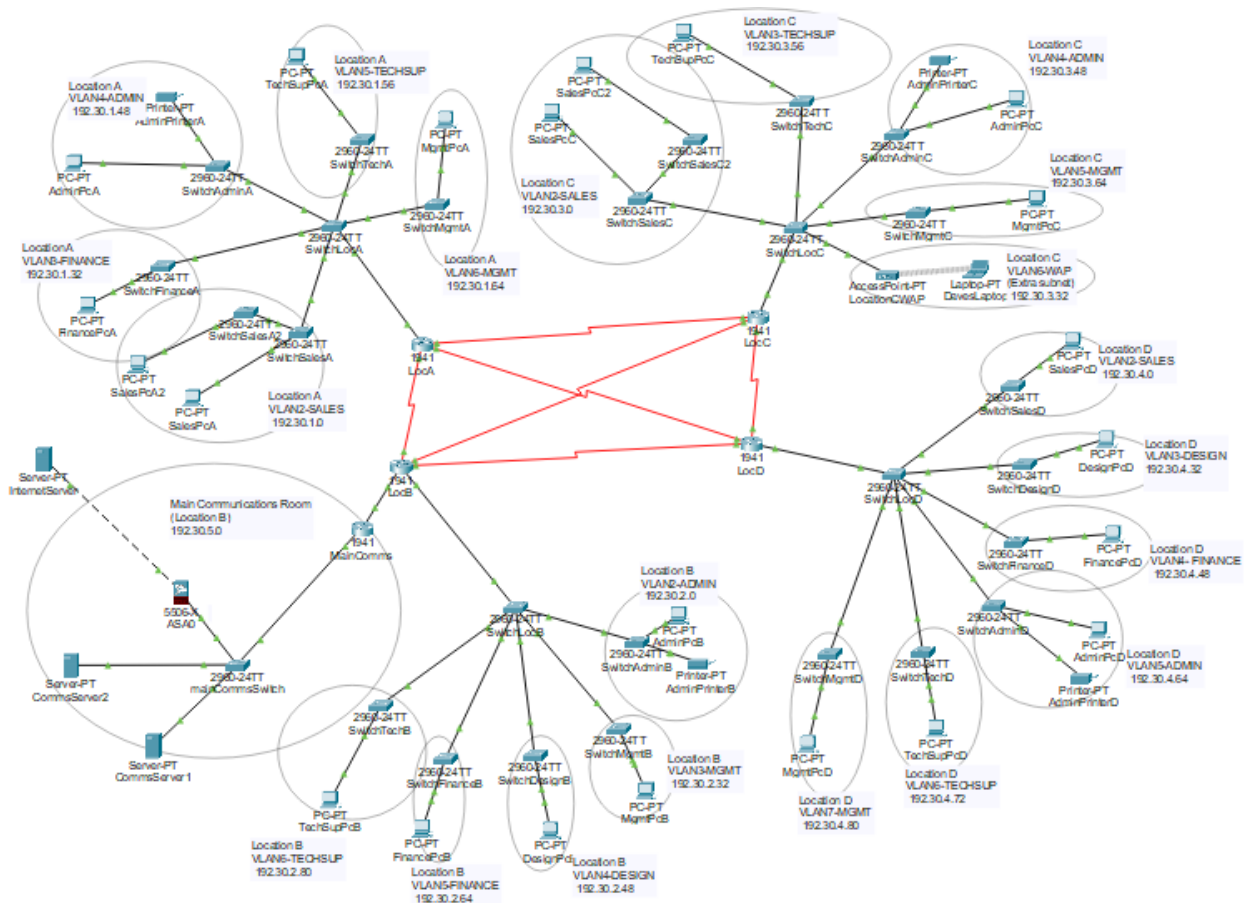 Location A
VLAN4-ADMIN
192.30.1.48
Printer-PT
AdminPrinterA
PC-PT
AdminPcA
2960-24TT
SwitchAdminA
PC-PT
TechSupPcA
Location A
VLAN5-TECHSUP
192.30.1.56
2960-24TT
SwitchTechA
PC-PT
MgmtPcA
2960-24TT
SwitchMgmtA
Location A
VLAN6-MGMT
192.30.1.64
2960-24TT
SwitchLocA
Location A
VLAN3-FINANCE
192.30.1.32
2960-24TT
SwitchFinanceA
PC-PT
FinancePcA
2960-24TT
SwitchSalesA2
2960-24TT
SwitchSalesA
PC-PT
SalesPcA2
PC-PT
SalesPcA
Location A
VLAN2-SALES
192.30.1.0
1941
LocA
Location C
VLAN3-TECHSUP
192.30.3.56
PC-PT
TechSupPcC
2960-24TT
SwitchTechC
PC-PT
SalesPcC2
PC-PT
SalesPcC
2960-24TT
SwitchSalesC2
Location C
VLAN2-SALES
192.30.3.0
2960-24TT
SwitchSalesC
Location C
VLAN4-ADMIN
192.30.3.48
Printer-PT
AdminPrinterC
PC-PT
AdminPcC
2960-24TT
SwitchAdminC
Location C
VLAN5-MGMT
192.30.3.64
PC-PT
MgmtPcC
2960-24TT
SwitchMgmtC
2960-24TT
SwitchLocC
Location C
VLAN6-WAP
(Extra subnet)
192.30.3.32
AccessPoint-PT
LocationCWAP
Laptop-PT
DavesLaptop
1941
LocC
1941
LocD
PC-PT
SalesPcD
Location D
VLAN2-SALES
192.30.4.0
2960-24TT
SwitchSalesD
PC-PT
DesignPcD
Location D
VLAN3-DESIGN
192.30.4.32
2960-24TT
SwitchDesignD
2960-24TT
SwitchLocD
2960-24TT
SwitchFinanceD
PC-PT
FinancePcD
Location D
VLAN4- FINANCE
192.30.4.48
2960-24TT
SwitchAdminD
PC-PT
AdminPcD
Printer-PT
AdminPrinterD
Location D
VLAN5-ADMIN
192.30.4.64
2960-24TT
SwitchMgmtD
PC-PT
MgmtPcD
Location D
VLAN7-MGMT
192.30.4.80
2960-24TT
SwitchTechD
PC-PT
TechSupPcD
Location D
VLAN6-TECHSUP
192.30.4.72
1941
LocB
1941
MainComms
Server-PT
InternetServer
Main Communications Room
(Location B)
192.30.5.0
5506-X
ASA0
2960-24TT
mainCommsSwitch
Server-PT
CommsServer2
Server-PT
CommsServer1
2960-24TT
SwitchLocB
Location B
VLAN2-ADMIN
192.30.2.0
PC-PT
AdminPcB
2960-24TT
SwitchAdminB
Printer-PT
AdminPrinterB
2960-24TT
SwitchTechB
PC-PT
TechSupPcB
Location B
VLAN6-TECHSUP
192.30.2.80
2960-24TT
SwitchFinanceB
PC-PT
FinancePcB
Location B
VLAN5-FINANCE
192.30.2.64
2960-24TT
SwitchDesignB
PC-PT
Location B
VLAN4-DESIGN
192.30.2.48
2960-24TT
SwitchMgmtB
PC-PT
MgmtPcB
Location B
VLAN3-MGMT
192.30.2.32